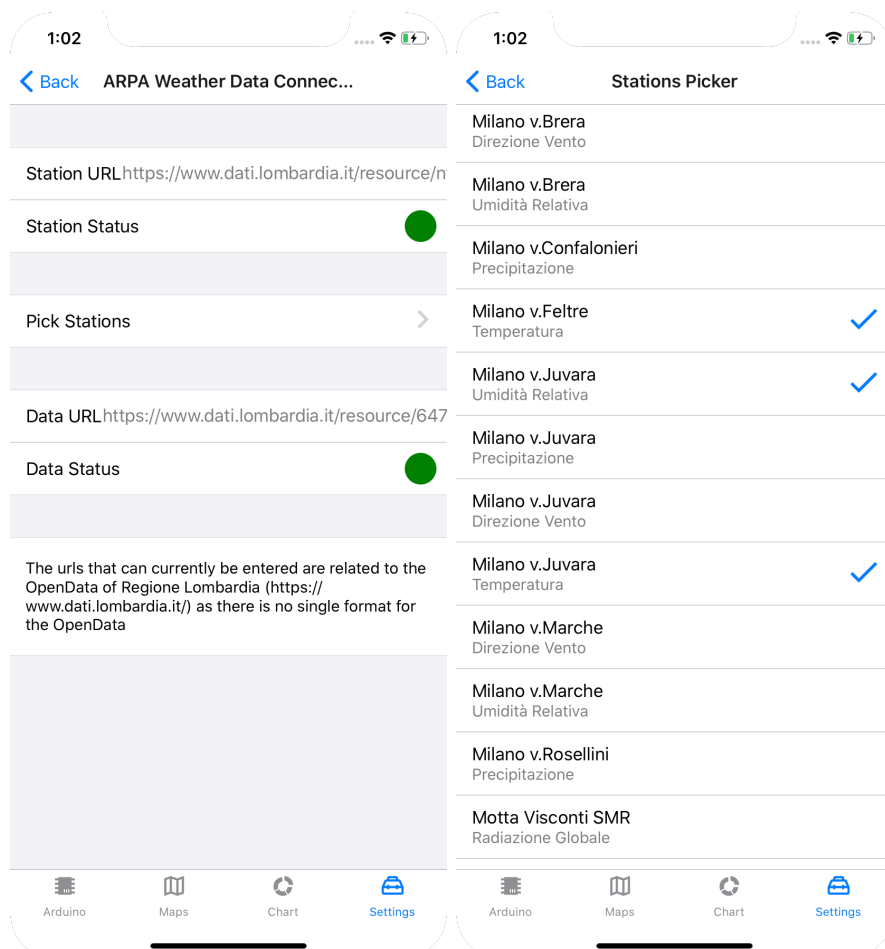 1:02
Back ARPA Weather Data Connec...
Station URL https://www.dati.lombardia.it/resource/n
Station Status
Pick Stations
Data URL https://www.dati.lombardia.it/resource/647
Data Status
The urls that can currently be entered are related to the
OpenData of Regione Lombardia (https://
www.dati.lombardia.it/) as there is no single format for
the OpenData
Arduino Maps Chart Settings
1:02
Back Stations Picker
Milano v.Brera
Direzione Vento
Milano v.Brera
Umidità Relativa
Milano v.Confalonieri
Precipitazione
Milano v.Feltre
Temperatura
Milano v.Juvara
Umidità Relativa
Milano v.Juvara
Precipitazione
Milano v.Juvara
Direzione Vento
Milano v.Juvara
Temperatura
Milano v.Marche
Direzione Vento
Milano v.Marche
Umidità Relativa
Milano v.Rosellini
Precipitazione
Motta Visconti SMR
Radiazione Globale
Arduino Maps Chart Settings